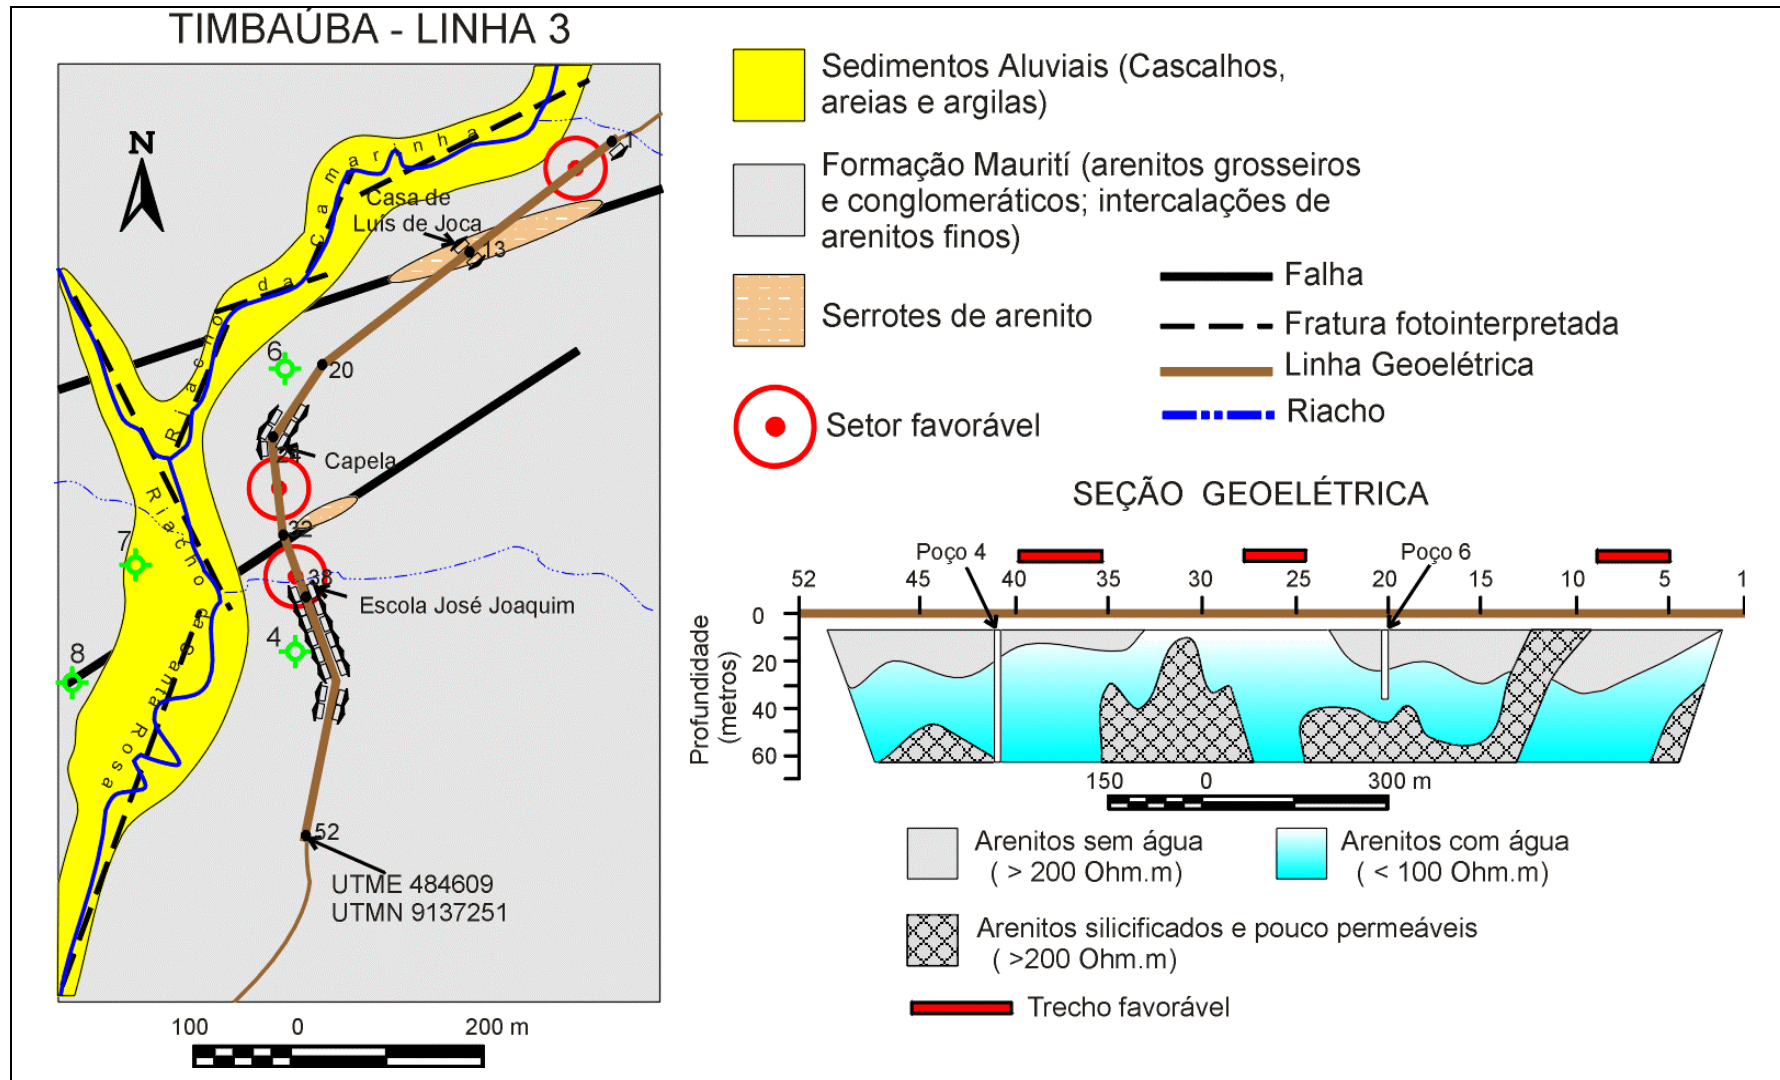 TIMBAÚBA - LINHA 3
N
1
Casa de
Luís de Joca
13
6
20
24
Capela
32
7
38
Escola José Joaquim
4
8
52
UTME 484609
UTMN 9137251
Riacho da Çamarinha
Riacho da Santa Rosa
100 0 200 m
Sedimentos Aluviais (Cascalhos,
areias e argilas)
Formação Maurití (arenitos grosseiros
e conglomeráticos; intercalações de
arenitos finos)
Serrotes de arenito
Setor favorável
Falha
Fratura fotointerpretada
Linha Geoelétrica
Riacho
SEÇÃO GEOELÉTRICA
Poço 4
Poço 6
52 45 40 35 30 25 20 15 10 5 1
Profundidade
(metros)
0
20
40
60
150 0 300 m
Arenitos sem água
( > 200 Ohm.m)
Arenitos com água
( < 100 Ohm.m)
Arenitos silicificados e pouco permeáveis
( >200 Ohm.m)
Trecho favorável